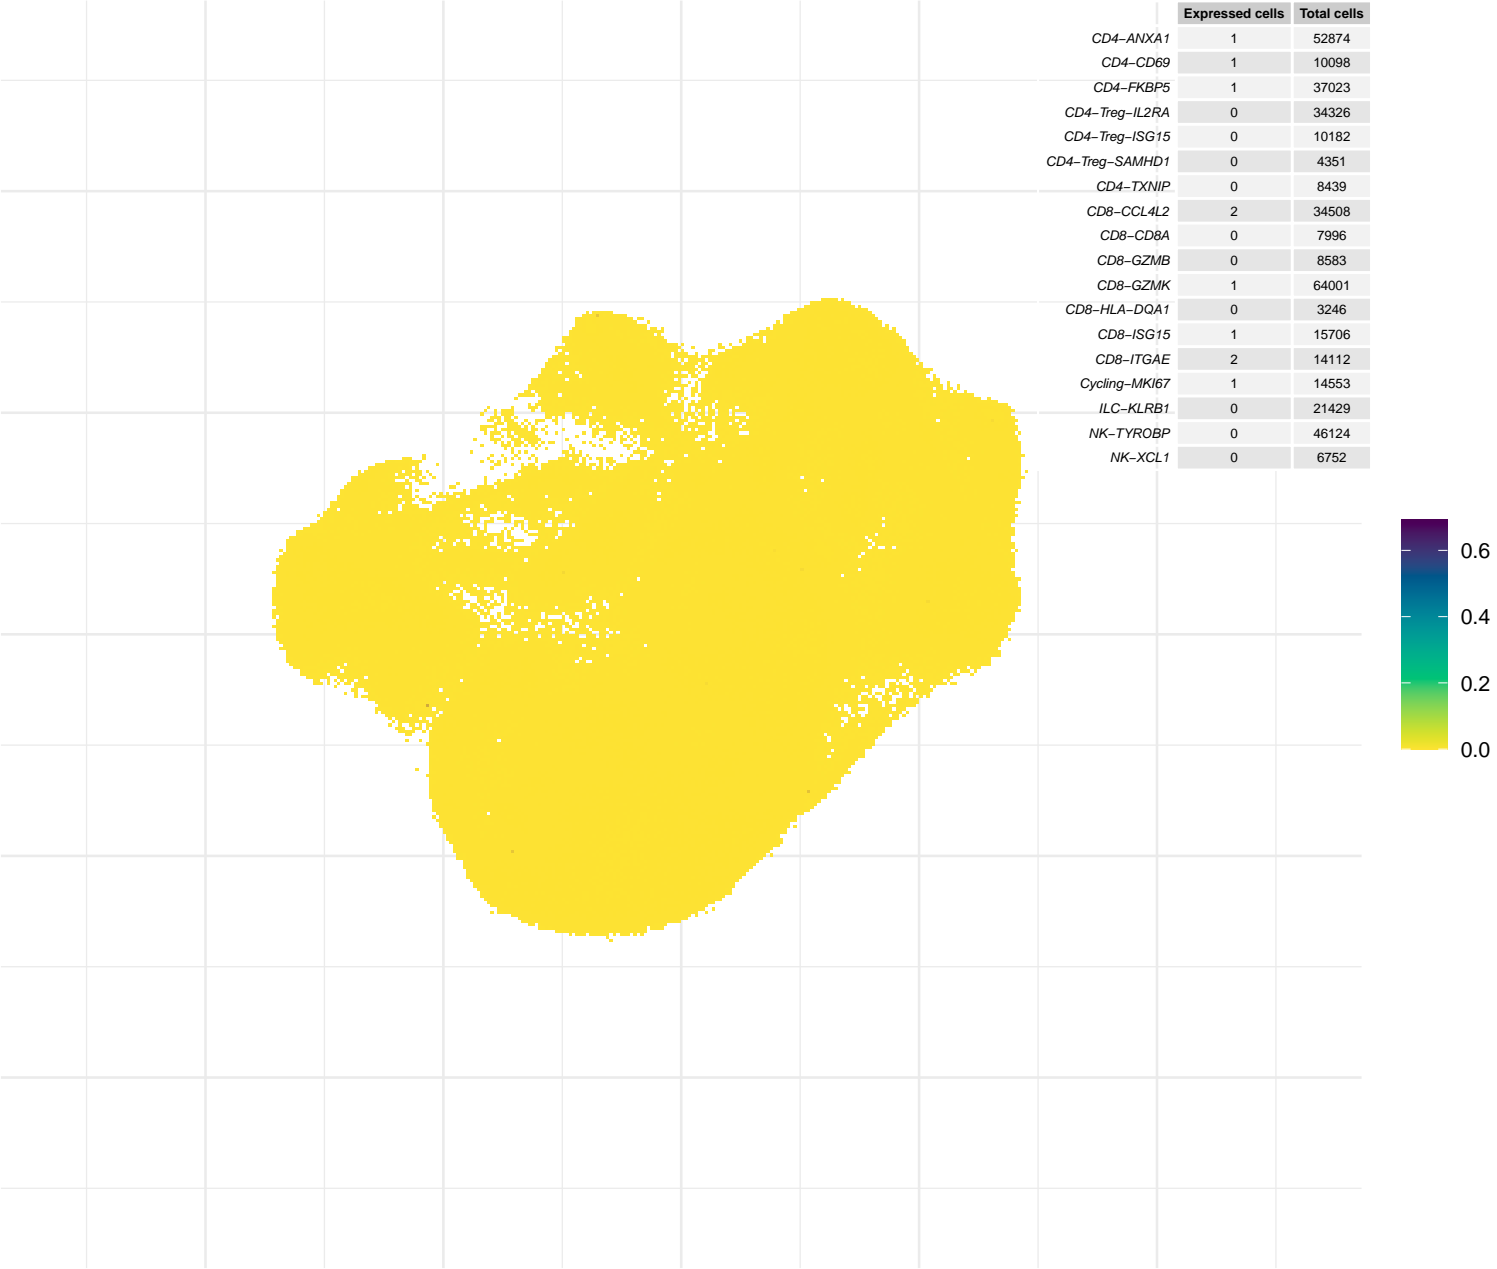 Expressed cells Total cells
CD4−ANXA1 1 52874
CD4−CD69 1 10098
CD4−FKBP5 1 37023
CD4−Treg−IL2RA 0 34326
CD4−Treg−ISG15 0 10182
CD4−Treg−SAMHD1 0 4351
CD4−TXNIP 0 8439
CD8−CCL4L2 2 34508
CD8−CD8A 0 7996
CD8−GZMB 0 8583
CD8−GZMK 1 64001
CD8−HLA−DQA1 0 3246
CD8−ISG15 1 15706
CD8−ITGAE 2 14112
Cycling−MKI67 1 14553
ILC−KLRB1 0 21429
NK−TYROBP 0 46124
NK−XCL1 0 6752
0.6
0.4
0.2
0.0